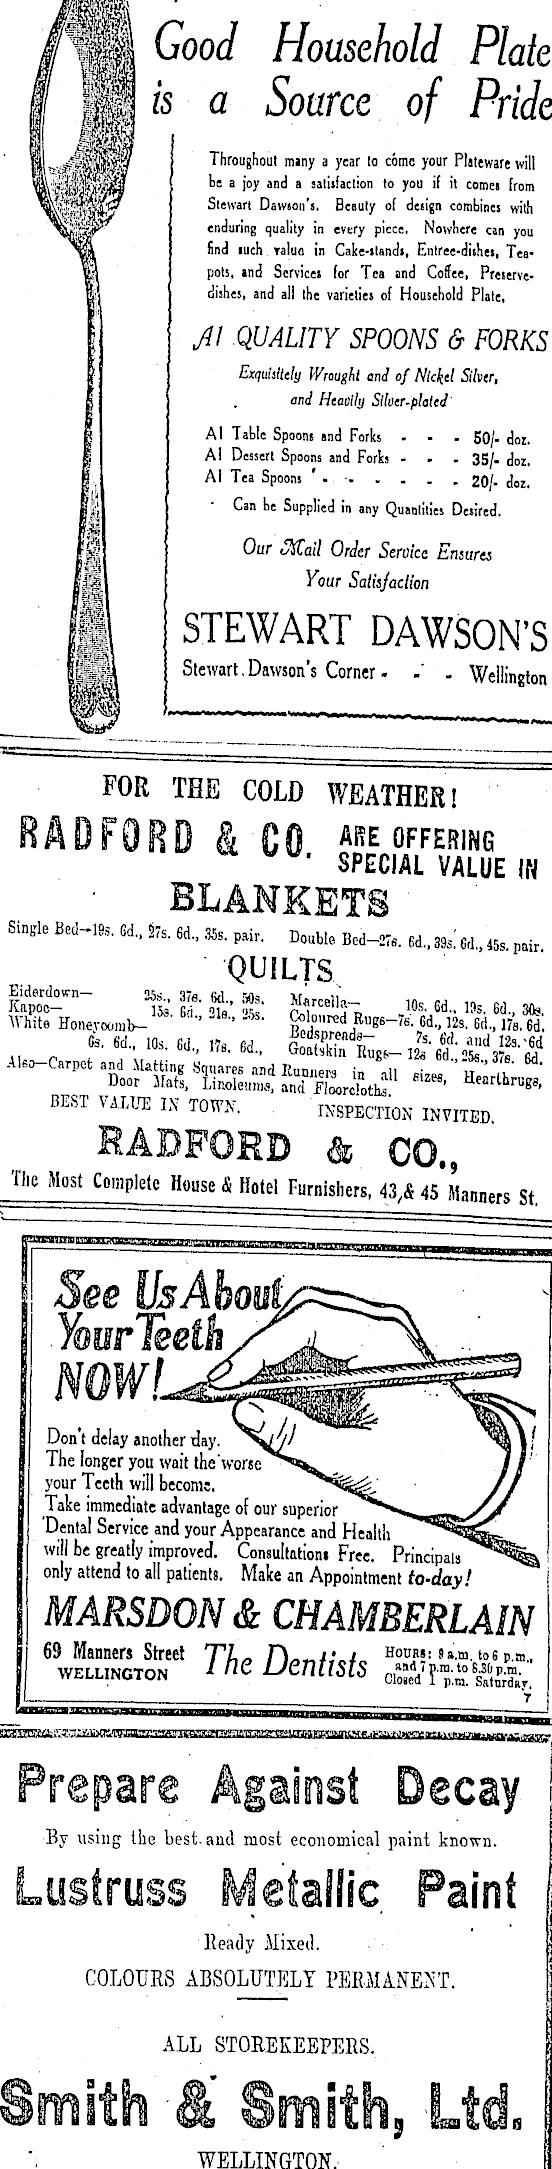 Good Household Plate
is a Source of Pride
Throughout many a year to come your Plateware will
be a joy and a satisfaction to you if it comes from
Stewart Dawson's. Beauty of design combines with
enduring quality in every piece. Nowhere can you
find such value in Cake-stands, Entree-dishes, Tea-
pots, and Services for Tea and Coffee, Preserve-
dishes, and all the varieties of Household Plate.
A1 QUALITY SPOONS & FORKS
Exquisitely Wrought and of Nickel Silver,
and Heavily Silver-plated
A1 Table Spoons and Forks - - - 50/- doz.
A1 Dessert Spoons and Forks - - - 35/- doz.
A1 Tea Spoons - - - - - - 20/- doz.
Can be Supplied in any Quantities Desired.
Our Mail Order Service Ensures
Your Satisfaction
STEWART DAWSON'S
Stewart Dawson's Corner - - - Wellington
FOR THE COLD WEATHER!
RADFORD & CO. ARE OFFERING
SPECIAL VALUE IN
BLANKETS
Single Bed—19s. 6d., 27s. 6d., 35s. pair. Double Bed—27s. 6d., 39s. 6d., 45s. pair.
QUILTS
Eiderdown— 25s., 37s. 6d., 50s.
Kapoc— 15s. 6d., 21s., 25s.
White Honeycomb—
6s. 6d., 10s. 6d., 17s. 6d.,
Marcella— 10s. 6d., 19s. 6d., 30s.
Coloured Rugs—7s. 6d., 12s. 6d., 17s. 6d.
Bedspreads— 7s. 6d. and 12s. 6d
Goatskin Rugs— 12s 6d., 25s., 37s. 6d.
Also—Carpet and Matting Squares and Runners in all sizes, Hearthrugs,
Door Mats, Linoleums, and Floorcloths.
BEST VALUE IN TOWN. INSPECTION INVITED.
RADFORD & CO.,
The Most Complete House & Hotel Furnishers, 43 & 45 Manners St.
See Us About
Your Teeth
NOW!
Don't delay another day.
The longer you wait the worse
your Teeth will become.
Take immediate advantage of our superior
Dental Service and your Appearance and Health
will be greatly improved. Consultations Free. Principals
only attend to all patients. Make an Appointment to-day!
MARSDON & CHAMBERLAIN
69 Manners Street
WELLINGTON
The Dentists
HOURS: 9 a.m. to 6 p.m.,
and 7 p.m. to 8.30 p.m.
Closed 1 p.m. Saturday.
7
Prepare Against Decay
By using the best and most economical paint known.
Lustruss Metallic Paint
Ready Mixed.
COLOURS ABSOLUTELY PERMANENT.
ALL STOREKEEPERS.
Smith & Smith, Ltd.
WELLINGTON.